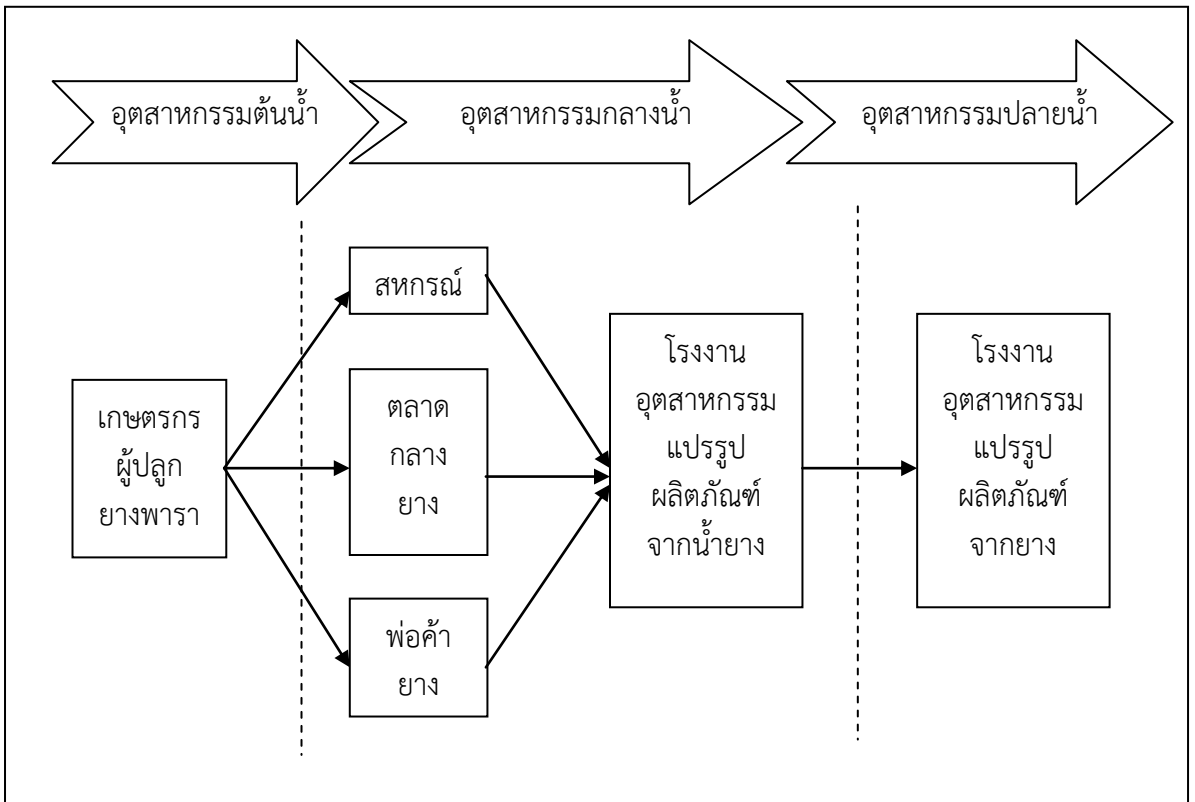 อุตสาหกรรมต้นน้ำ
อุตสาหกรรมกลางน้ำ
อุตสาหกรรมปลายน้ำ
สหกรณ์
เกษตรกร
ผู้ปลูก
ยางพารา
ตลาด
กลาง
ยาง
พ่อค้า
ยาง
โรงงาน
อุตสาหกรรม
แปรรูป
ผลิตภัณฑ์
จากน้ำยาง
โรงงาน
อุตสาหกรรม
แปรรูป
ผลิตภัณฑ์
จากยาง